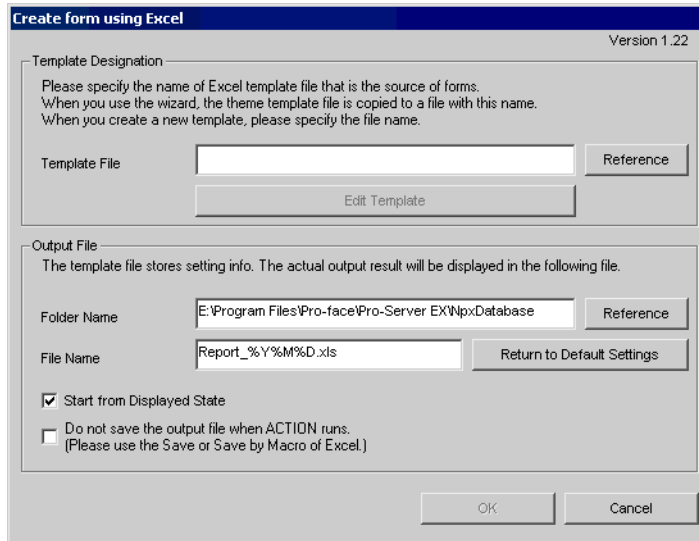 Create form using Excel
Version 1.22
Template Designation
Please specify the name of Excel template file that is the source of forms.
When you use the wizard, the theme template file is copied to a file with this name.
When you create a new template, please specify the file name.
Template File
Reference
Edit Template
Output File
The template file stores setting info. The actual output result will be displayed in the following file.
Folder Name
E:\Program Files\Pro-face\Pro-Server EX\NpxDatabase
Reference
File Name
Report_%Y%M%D.xls
Return to Default Settings
Start from Displayed State
Do not save the output file when ACTION runs.
(Please use the Save or Save by Macro of Excel.)
OK
Cancel